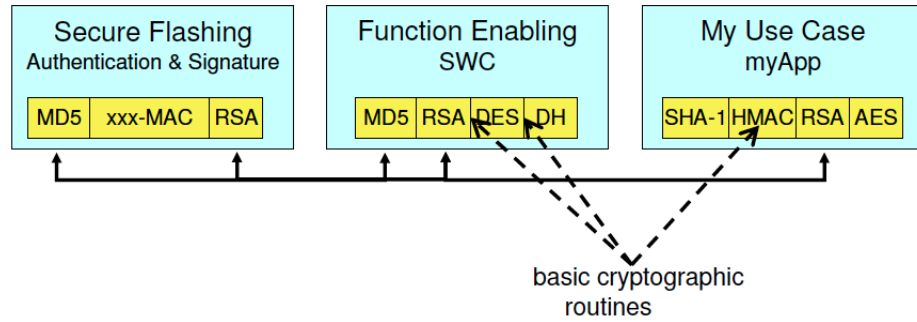 Secure Flashing
Authentication & Signature
MD5 xxx-MAC RSA
Function Enabling
SWC
MD5 RSA DES DH
My Use Case
myApp
SHA-1 HMAC RSA AES
basic cryptographic
routines